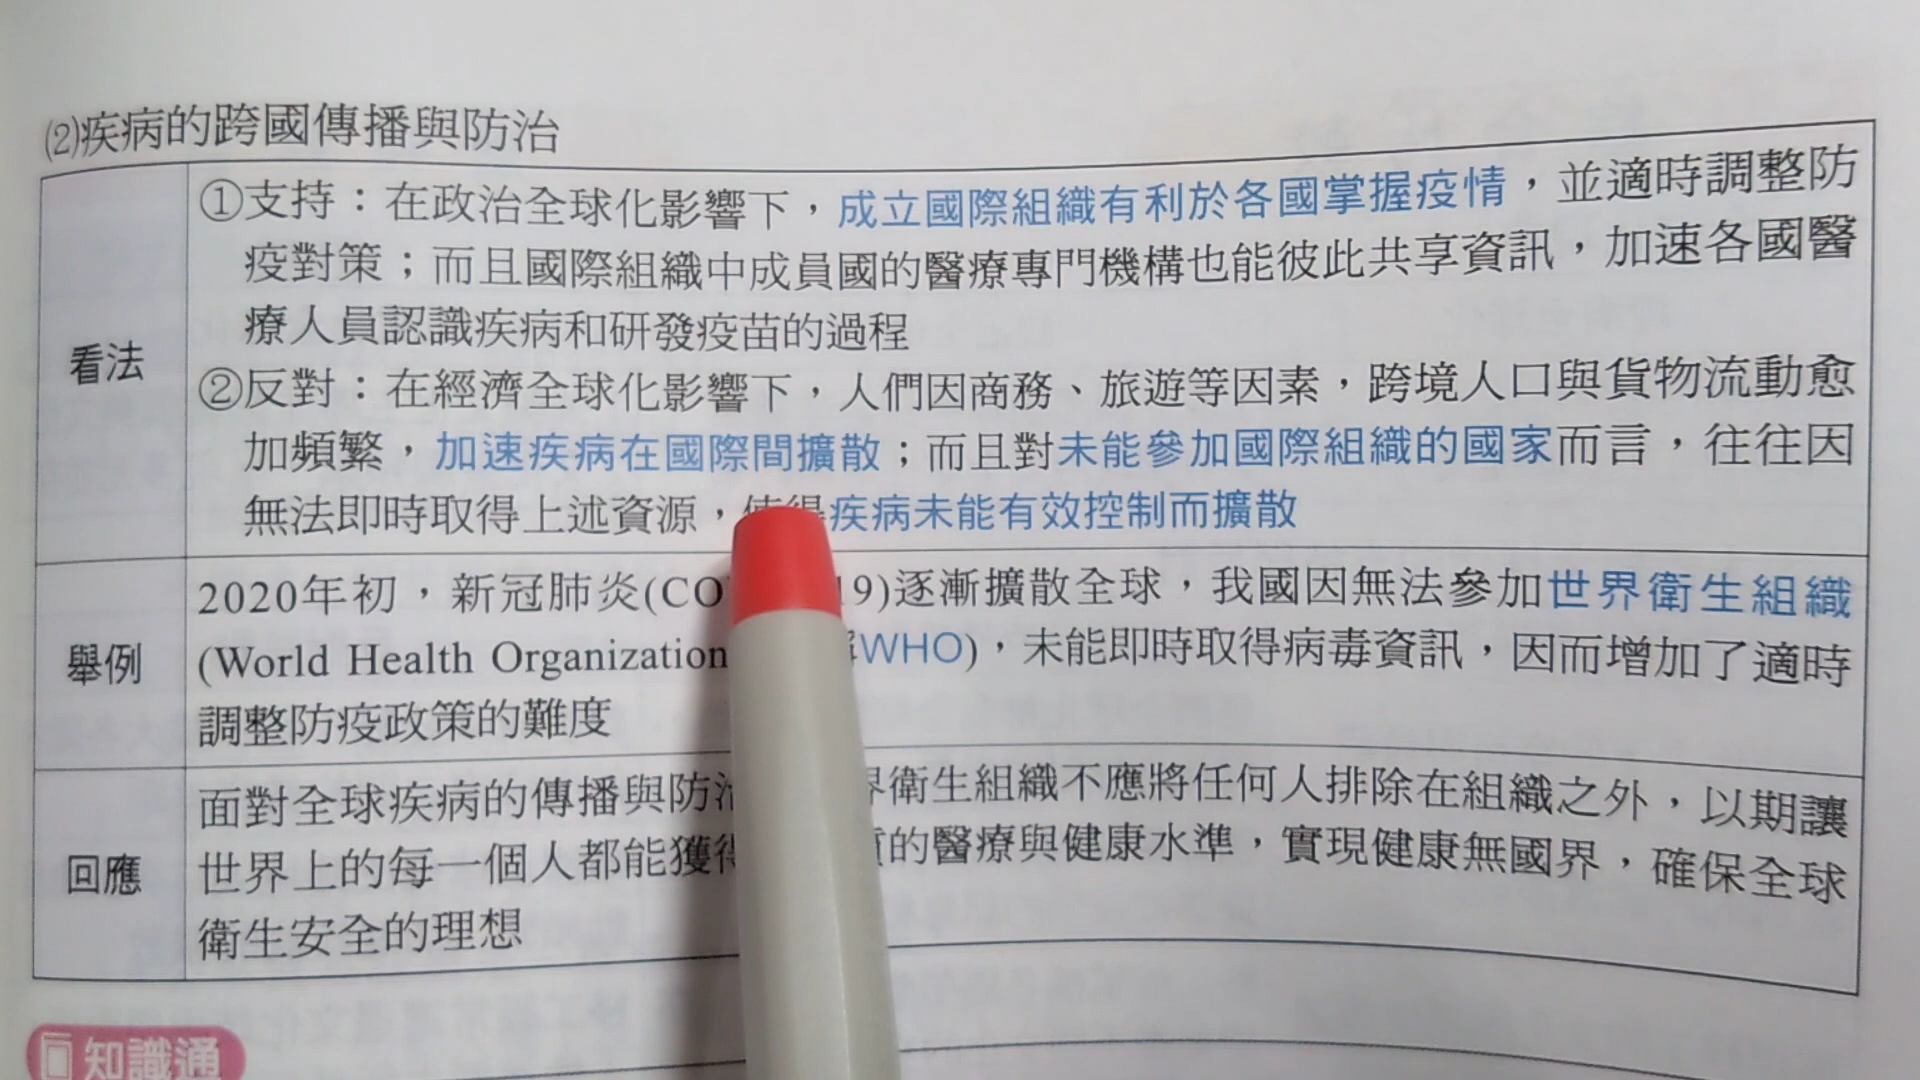 (2)疾病的跨國傳播與防治
看法
①支持：在政治全球化影響下，成立國際組織有利於各國掌握疫情，並適時調整防
疫對策；而且國際組織中成員國的醫療專門機構也能彼此共享資訊，加速各國醫
療人員認識疾病和研發疫苗的過程
②反對：在經濟全球化影響下，人們因商務、旅遊等因素，跨境人口與貨物流動愈
加頻繁，加速疾病在國際間擴散；而且對未能參加國際組織的國家而言，往往因
無法即時取得上述資源，使得疾病未能有效控制而擴散
舉例
2020年初，新冠肺炎(CO 19)逐漸擴散全球，我國因無法參加世界衛生組織
(World Health Organization WHO)，未能即時取得病毒資訊，因而增加了適時
調整防疫政策的難度
回應
面對全球疾病的傳播與防治 界衛生組織不應將任何人排除在組織之外，以期讓
世界上的每一個人都能獲得 的醫療與健康水準，實現健康無國界，確保全球
衛生安全的理想
知識通